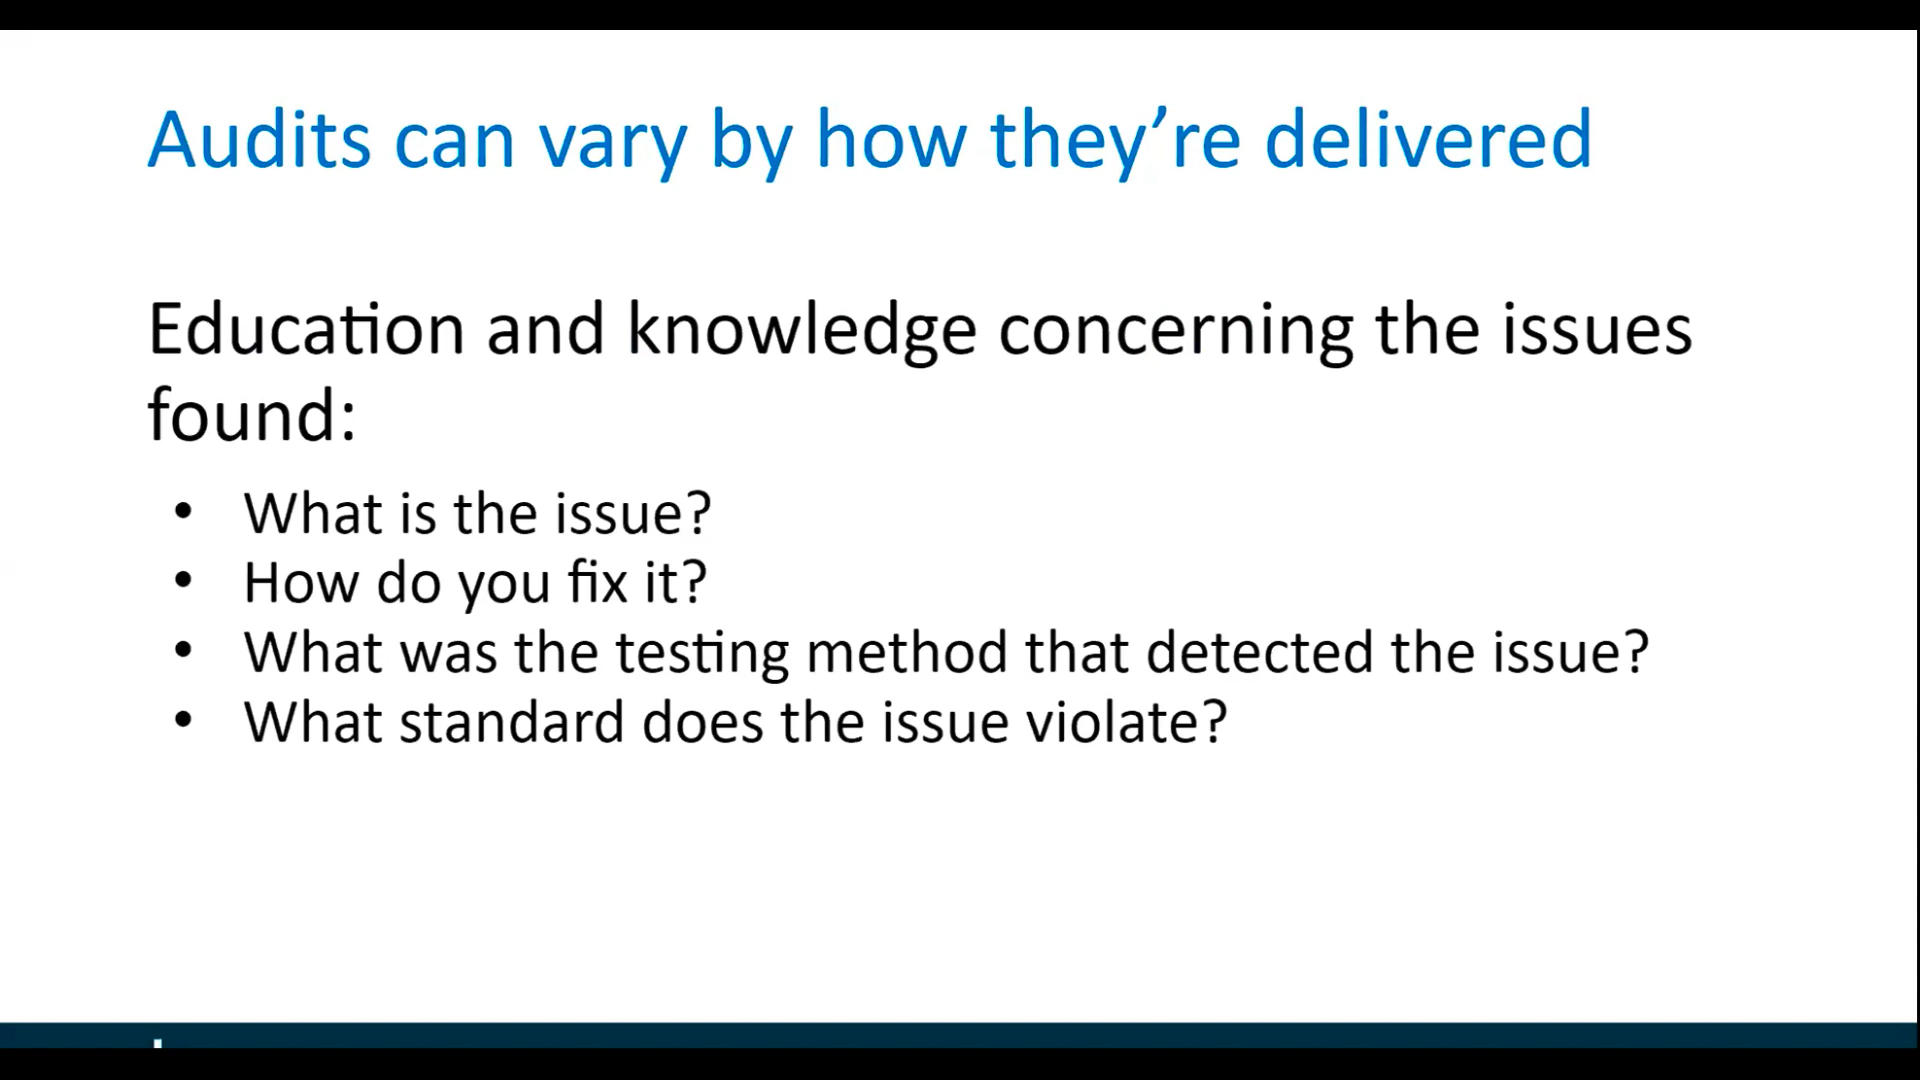 Audits can vary by how they’re delivered
Education and knowledge concerning the issues
found:
• What is the issue?
• How do you fix it?
• What was the testing method that detected the issue?
• What standard does the issue violate?